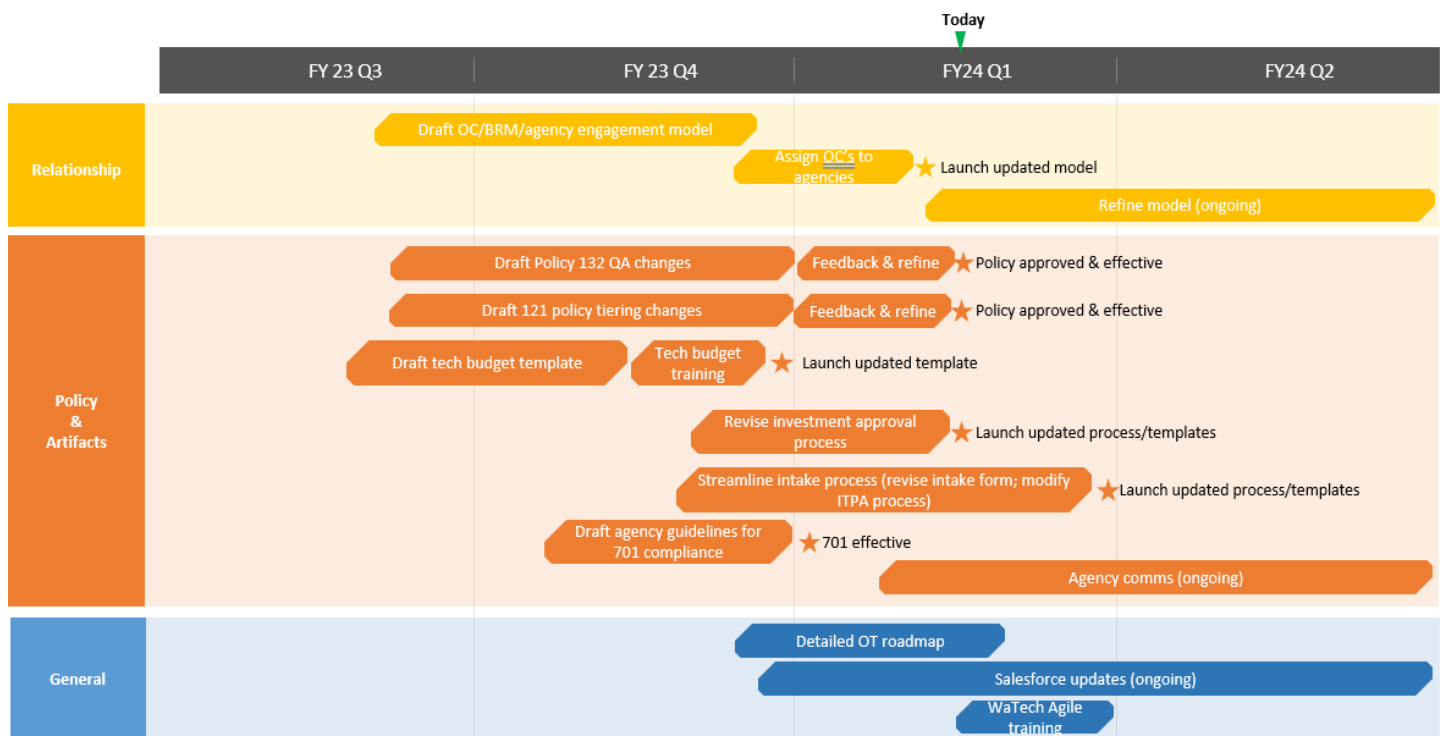 Today
FY 23 Q3
FY 23 Q4
FY24 Q1
FY24 Q2
Relationship
Draft OC/BRM/agency engagement model
Assign OC's to
agencies
Launch updated model
Refine model (ongoing)
Policy
&
Artifacts
Draft Policy 132 QA changes
Feedback & refine
Policy approved & effective
Draft 121 policy tiering changes
Feedback & refine
Policy approved & effective
Draft tech budget template
Tech budget
training
Launch updated template
Revise investment approval
process
Launch updated process/templates
Streamline intake process (revise intake form; modify
ITPA process)
Launch updated process/templates
Draft agency guidelines for
701 compliance
701 effective
Agency comms (ongoing)
General
Detailed OT roadmap
Salesforce updates (ongoing)
WaTech Agile
training